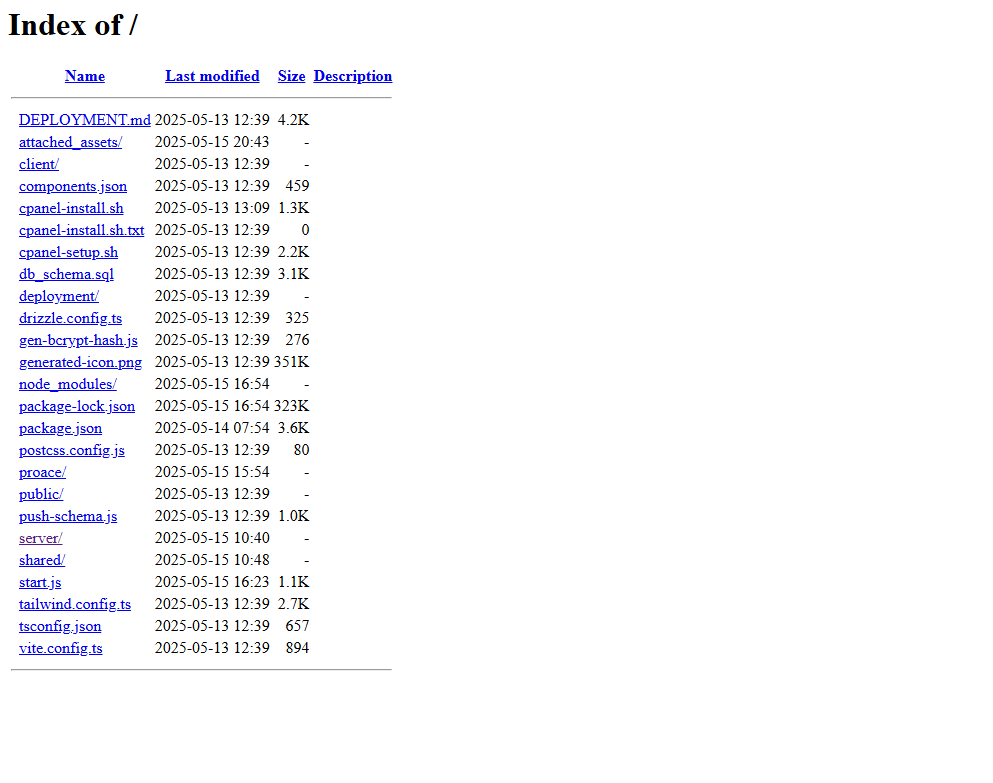 Index of /
Name Last modified Size Description
DEPLOYMENT.md 2025-05-13 12:39 4.2K
attached_assets/ 2025-05-15 20:43 -
client/ 2025-05-13 12:39 -
components.json 2025-05-13 12:39 459
cpanel-install.sh 2025-05-13 13:09 1.3K
cpanel-install.sh.txt 2025-05-13 12:39 0
cpanel-setup.sh 2025-05-13 12:39 2.2K
db_schema.sql 2025-05-13 12:39 3.1K
deployment/ 2025-05-13 12:39 -
drizzle.config.ts 2025-05-13 12:39 325
gen-bcrypt-hash.js 2025-05-13 12:39 276
generated-icon.png 2025-05-13 12:39 351K
node_modules/ 2025-05-15 16:54 -
package-lock.json 2025-05-15 16:54 323K
package.json 2025-05-14 07:54 3.6K
postcss.config.js 2025-05-13 12:39 80
proace/ 2025-05-15 15:54 -
public/ 2025-05-13 12:39 -
push-schema.js 2025-05-13 12:39 1.0K
server/ 2025-05-15 10:40 -
shared/ 2025-05-15 10:48 -
start.js 2025-05-15 16:23 1.1K
tailwind.config.ts 2025-05-13 12:39 2.7K
tsconfig.json 2025-05-13 12:39 657
vite.config.ts 2025-05-13 12:39 894